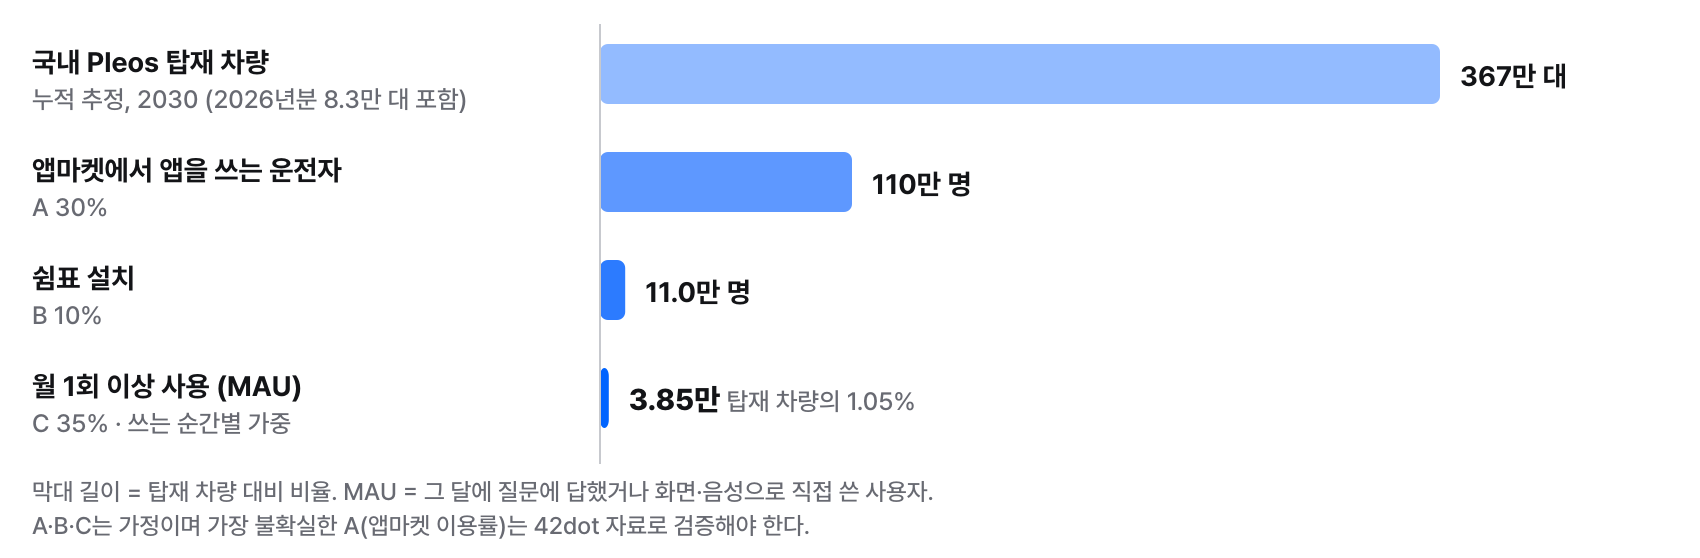 국내 Pleos 탑재 차량
누적 추정, 2030 (2026년분 8.3만 대 포함)
367만 대
앱마켓에서 앱을 쓰는 운전자
A 30%
110만 명
쉼표 설치
B 10%
11.0만 명
월 1회 이상 사용 (MAU)
C 35% · 쓰는 순간별 가중
3.85만 탑재 차량의 1.05%
막대 길이 = 탑재 차량 대비 비율. MAU = 그 달에 질문에 답했거나 화면·음성으로 직접 쓴 사용자.
A·B·C는 가정이며 가장 불확실한 A(앱마켓 이용률)는 42dot 자료로 검증해야 한다.